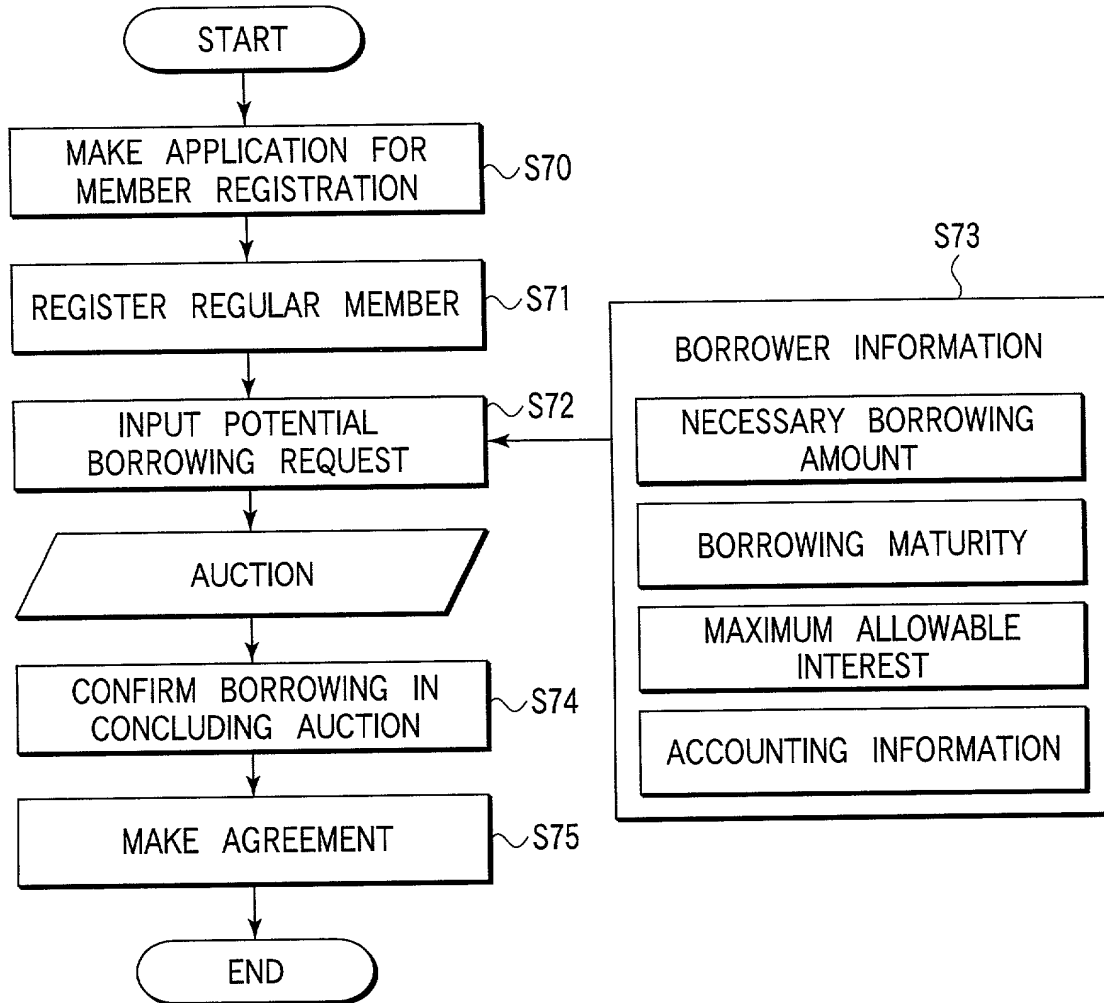 START
MAKE APPLICATION FOR
MEMBER REGISTRATION
S70
REGISTER REGULAR MEMBER
S71
INPUT POTENTIAL
BORROWING REQUEST
S72
S73
BORROWER INFORMATION
NECESSARY BORROWING
AMOUNT
BORROWING MATURITY
MAXIMUM ALLOWABLE
INTEREST
ACCOUNTING INFORMATION
AUCTION
CONFIRM BORROWING IN
CONCLUDING AUCTION
S74
MAKE AGREEMENT
S75
END